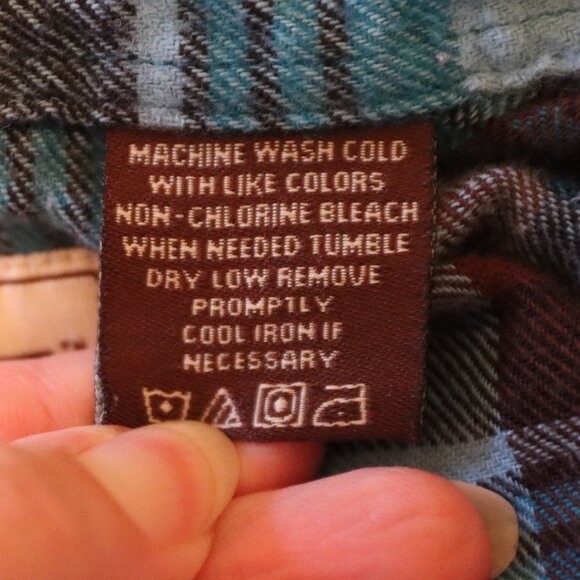 MACHINE WASH COLD
WITH LIKE COLORS
NON-CHLORINE BLEACH
WHEN NEEDED TUMBLE
DRY LOW REMOVE
PROMPTLY
COOL IRON IF
NECESSARY
TM